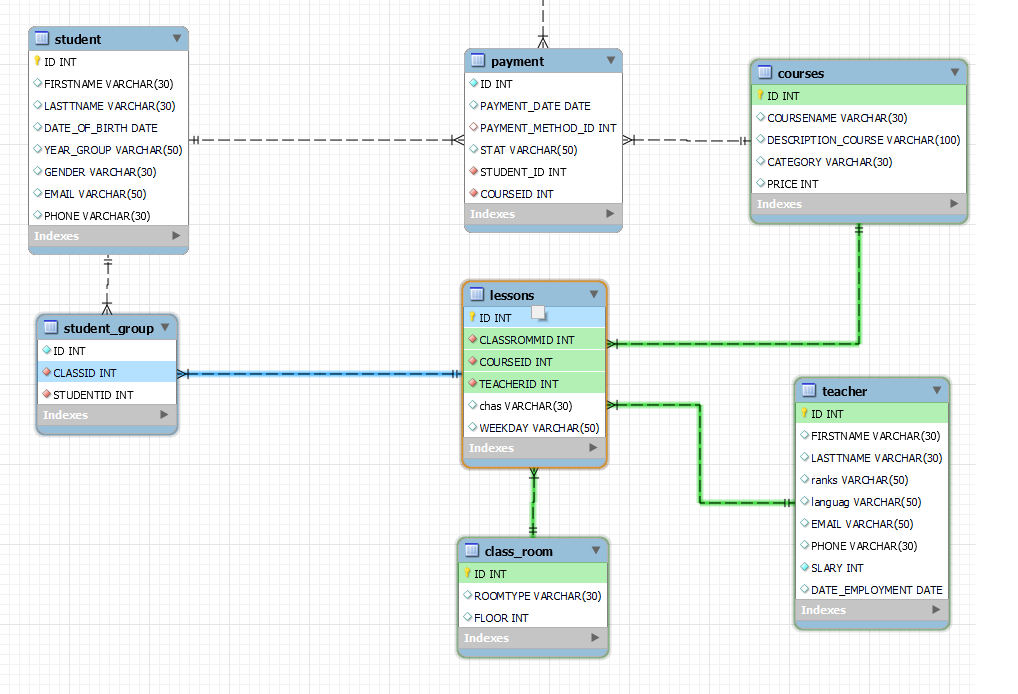 student
ID INT
FIRSTNAME VARCHAR(30)
LASTTNAME VARCHAR(30)
DATE_OF_BIRTH DATE
YEAR_GROUP VARCHAR(50)
GENDER VARCHAR(30)
EMAIL VARCHAR(50)
PHONE VARCHAR(30)
Indexes
payment
ID INT
PAYMENT_DATE DATE
PAYMENT_METHOD_ID INT
STAT VARCHAR(50)
STUDENT_ID INT
COURSEID INT
Indexes
courses
ID INT
COURSENAME VARCHAR(30)
DESCRIPTION_COURSE VARCHAR(100)
CATEGORY VARCHAR(30)
PRICE INT
Indexes
student_group
ID INT
CLASSID INT
STUDENTID INT
Indexes
lessons
ID INT
CLASSROMMID INT
COURSEID INT
TEACHERID INT
chas VARCHAR(30)
WEEKDAY VARCHAR(50)
Indexes
teacher
ID INT
FIRSTNAME VARCHAR(30)
LASTTNAME VARCHAR(30)
ranks VARCHAR(50)
languag VARCHAR(50)
EMAIL VARCHAR(50)
PHONE VARCHAR(30)
SLARY INT
DATE_EMPLOYMENT DATE
Indexes
class_room
ID INT
ROOMTYPE VARCHAR(30)
FLOOR INT
Indexes